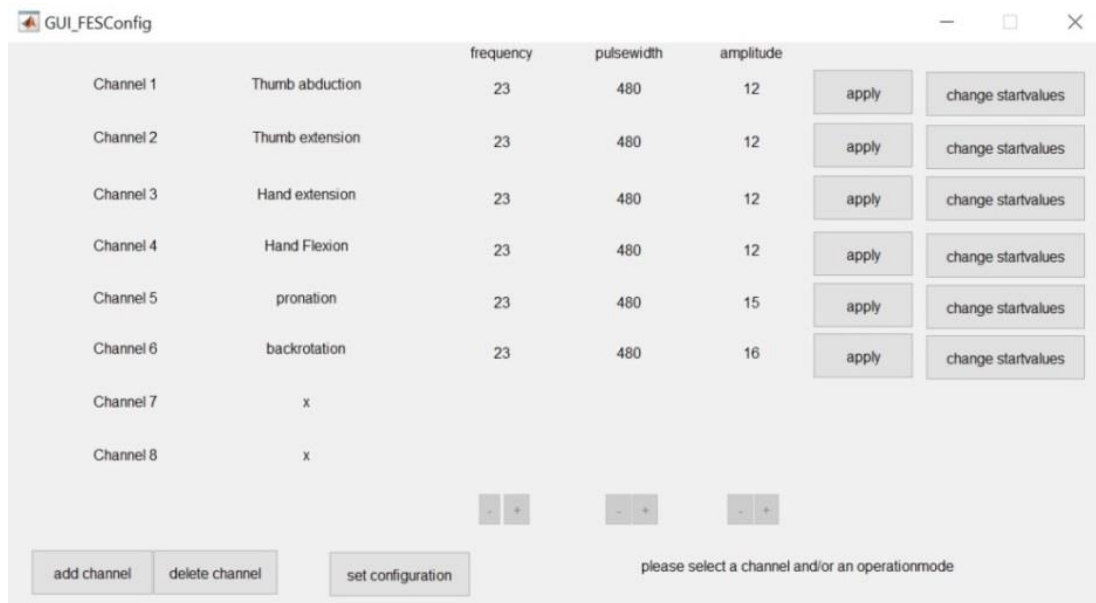 GUI_FESConfig
frequency pulsewidth amplitude
Channel 1 Thumb abduction 23 480 12 apply change startvalues
Channel 2 Thumb extension 23 480 12 apply change startvalues
Channel 3 Hand extension 23 480 12 apply change startvalues
Channel 4 Hand Flexion 23 480 12 apply change startvalues
Channel 5 pronation 23 480 15 apply change startvalues
Channel 6 backrotation 23 480 16 apply change startvalues
Channel 7 x
Channel 8 x
- + - + - +
add channel delete channel set configuration please select a channel and/or an operationmode